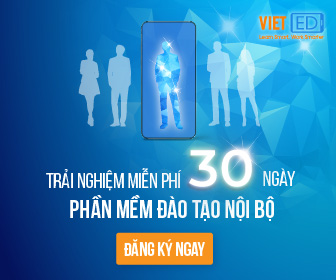 VIET ED
TRẢI NGHIỆM MIỄN PHÍ 30 NGÀY
PHẦN MỀM ĐÀO TẠO NỘI BỘ
ĐĂNG KÝ NGAY